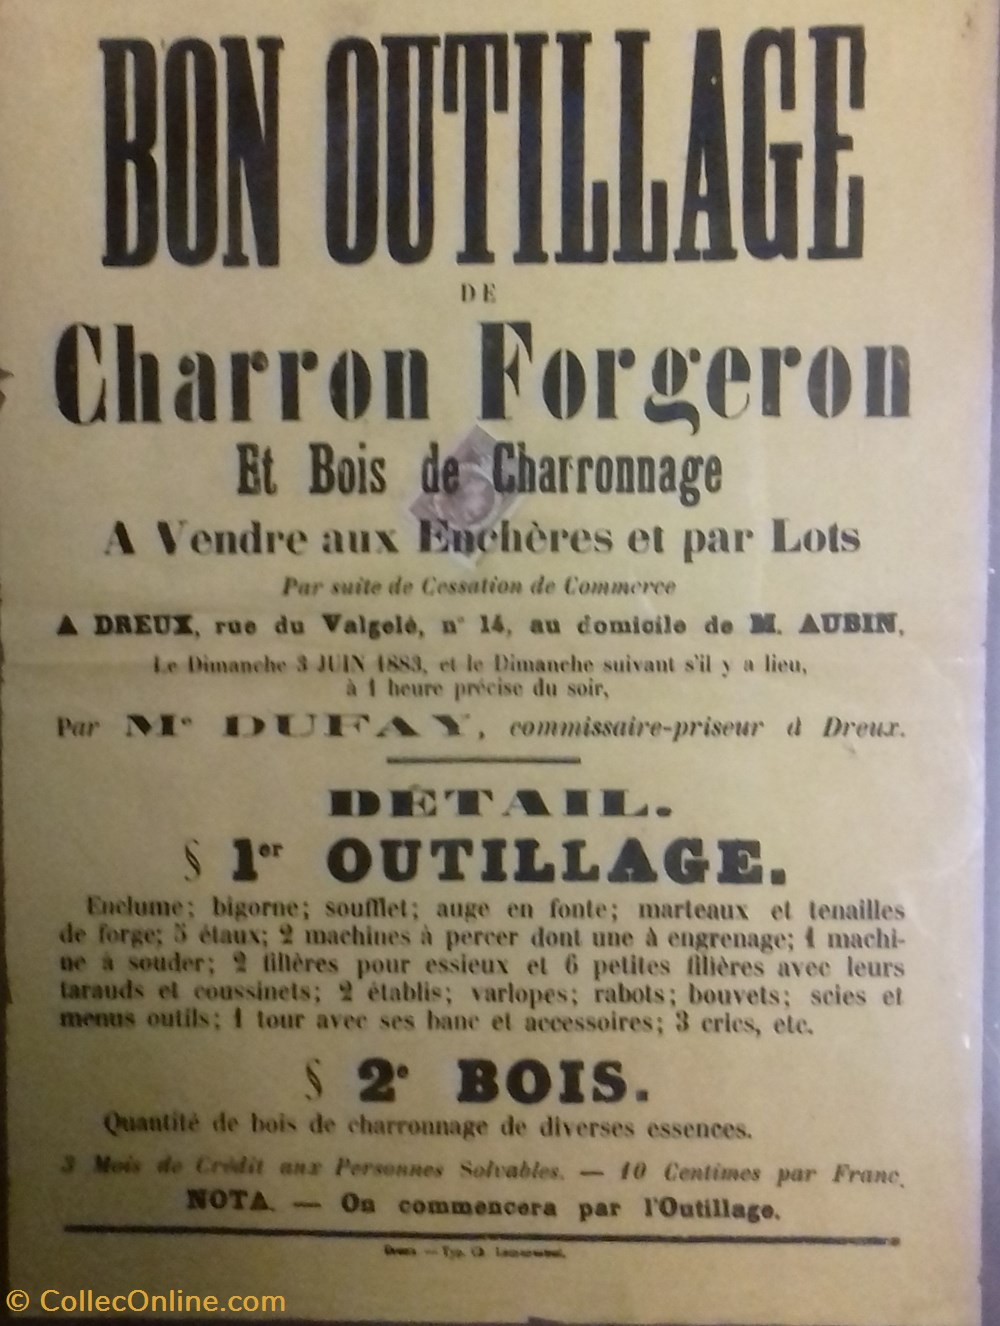 BON OUTILLAGE
DE
Charron Forgeron
Et Bois de Charronnage
A Vendre aux Enchères et par Lots
Par suite de Cessation de Commerce
A DREUX, rue du Valgelé, n° 14, au domicile de M. AUBIN,
Le Dimanche 3 JUIN 1883, et le Dimanche suivant s'il y a lieu,
à 1 heure précise du soir,
Par Me DUFAY, commissaire-priseur à Dreux.
DÉTAIL.
§ 1er OUTILLAGE.
Enclume; bigorne; soufflet; auge en fonte; marteaux et tenailles
de forge; 5 étaux; 2 machines à percer dont une à engrenage; 1 machi-
ne à souder; 2 filières pour essieux et 6 petites filières avec leurs
tarauds et coussinets; 2 établis; varlopes; rabots; bouvets; scies et
menus outils; 1 tour avec ses banc et accessoires; 3 crics, etc.
§ 2e BOIS.
Quantité de bois de charronnage de diverses essences.
3 Mois de Crédit aux Personnes Solvables. — 10 Centimes par Franc.
NOTA. — On commencera par l'Outillage.
Dreux — Typ. Ch.
© CollecOnline.com